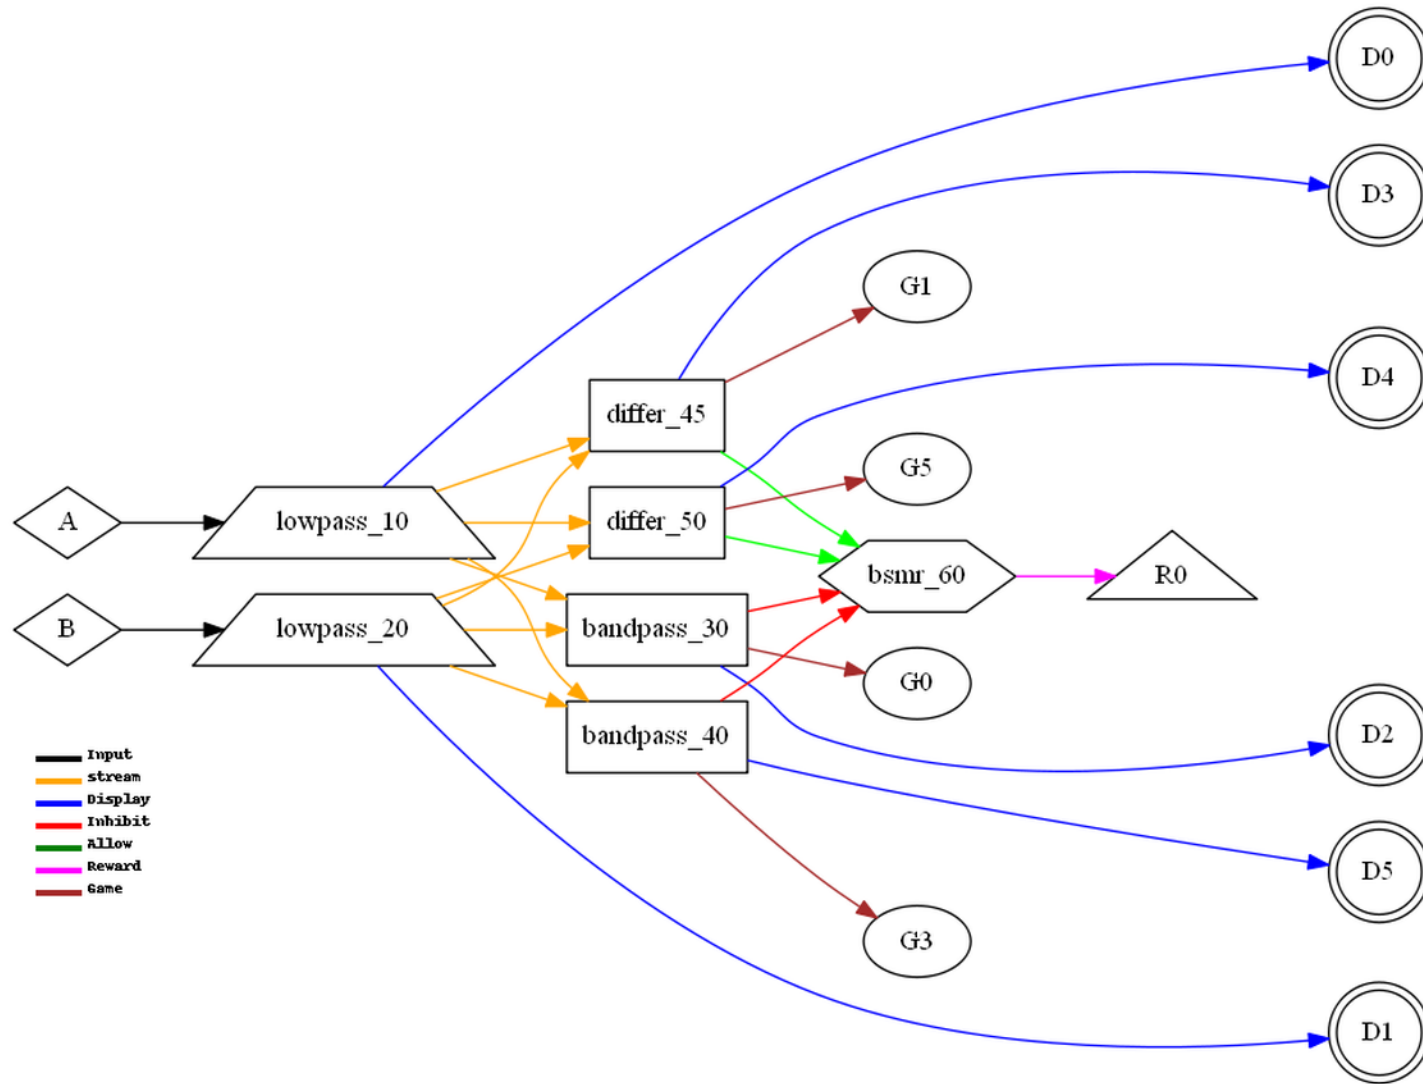 D0
D3
G1
D4
differ_45
G5
A
lowpass_10
differ_50
bsmr_60
R0
B
lowpass_20
bandpass_30
G0
bandpass_40
D2
Input
stream
Display
Inhibit
Allow
Reward
Game
D5
G3
D1